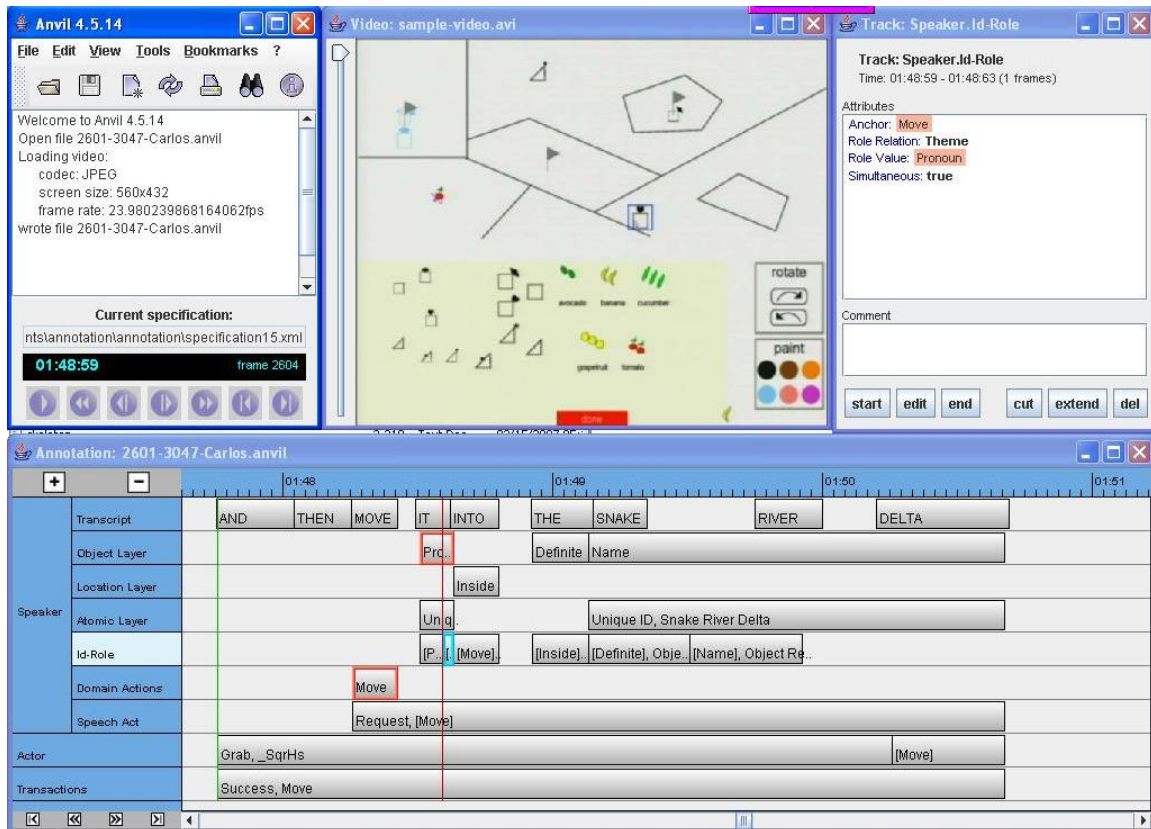 Anvil 4.5.14
File Edit View Tools Bookmarks ?
Welcome to Anvil 4.5.14
Open file 2601-3047-Carlos.anvil
Loading video:
codec: JPEG
screen size: 560x432
frame rate: 23.980239868164062fps
wrote file 2601-3047-Carlos.anvil
Current specification:
nts\annotation\annotation\specification15.xml
01:48:59 frame 2604
Video: sample-video.avi
avocado banana cucumber
grapefruit tomato
rotate
paint
done
Track: Speaker.Id-Role
Track: Speaker.Id-Role
Time: 01:48:59 - 01:48:63 (1 frames)
Attributes
Anchor: Move
Role Relation: Theme
Role Value: Pronoun
Simultaneous: true
Comment
start edit end cut extend del
Annotation: 2601-3047-Carlos.anvil
+ -
01:48 01:49 01:50 01:51
Speaker
Transcript AND THEN MOVE IT INTO THE SNAKE RIVER DELTA
Object Layer Pro.. Definite Name
Location Layer Inside
Atomic Layer Uniq.. Unique ID, Snake River Delta
Id-Role [P.. [. [Move].. [Inside].. [Definite], Obje.. [Name], Object Re..
Domain Actions Move
Speech Act Request, [Move]
Actor Grab, _SqrHs [Move]
Transactions Success, Move